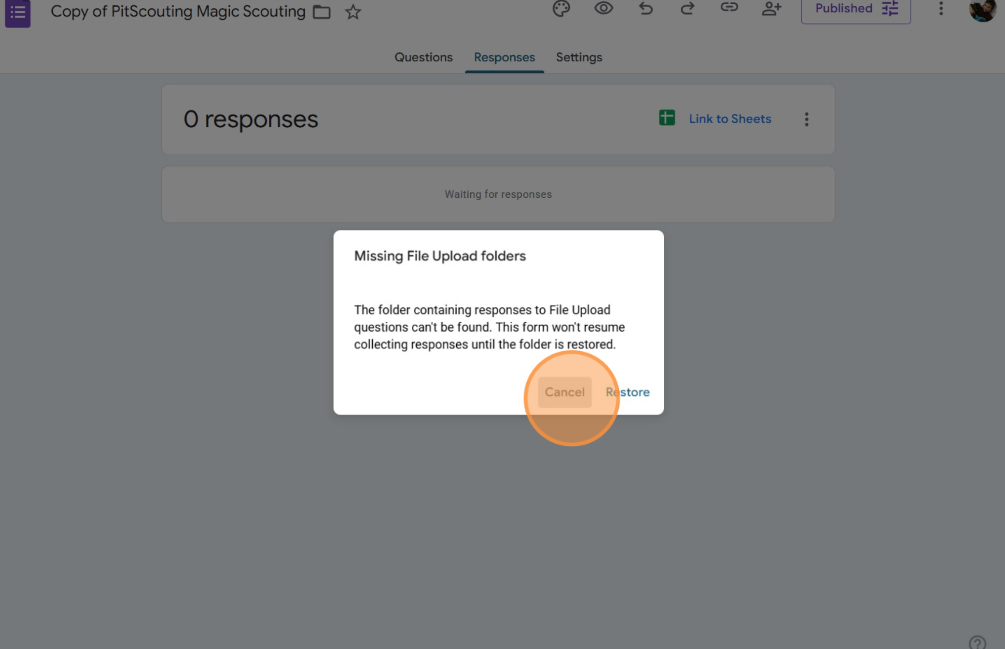 Copy of PitScouting Magic Scouting
Published
Questions Responses Settings
0 responses
Link to Sheets
Waiting for responses
Missing File Upload folders
The folder containing responses to File Upload
questions can't be found. This form won't resume
collecting responses until the folder is restored.
Cancel Restore